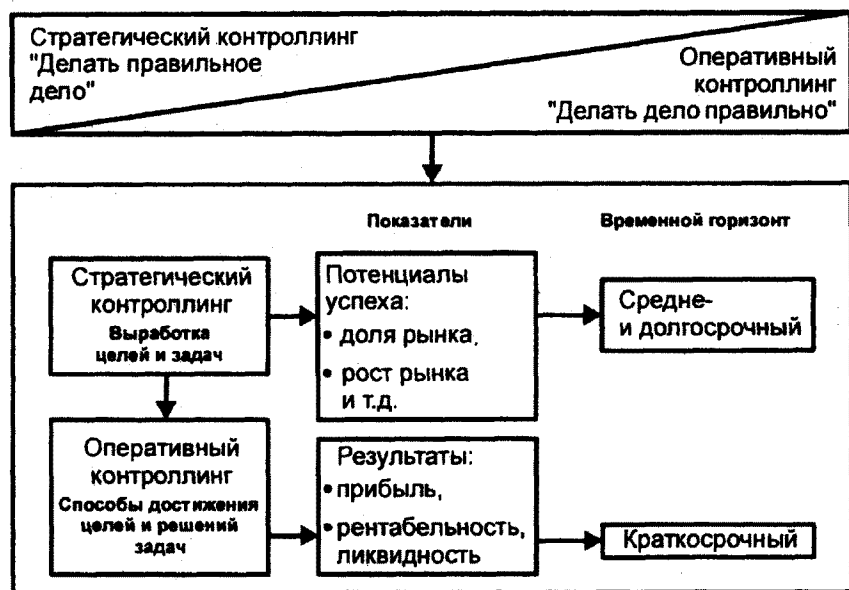 Стратегический контроллинг
"Делать правильное
дело"
Оперативный
контроллинг
"Делать дело правильно"
Показатели
Временной горизонт
Стратегический
контроллинг
Выработка
целей и задач
Потенциалы
успеха:
• доля рынка,
• рост рынка
и т.д.
Средне-
и долгосрочный
Оперативный
контроллинг
Способы достижения
целей и решений
задач
Результаты:
• прибыль,
• рентабельность,
ликвидность
Краткосрочный